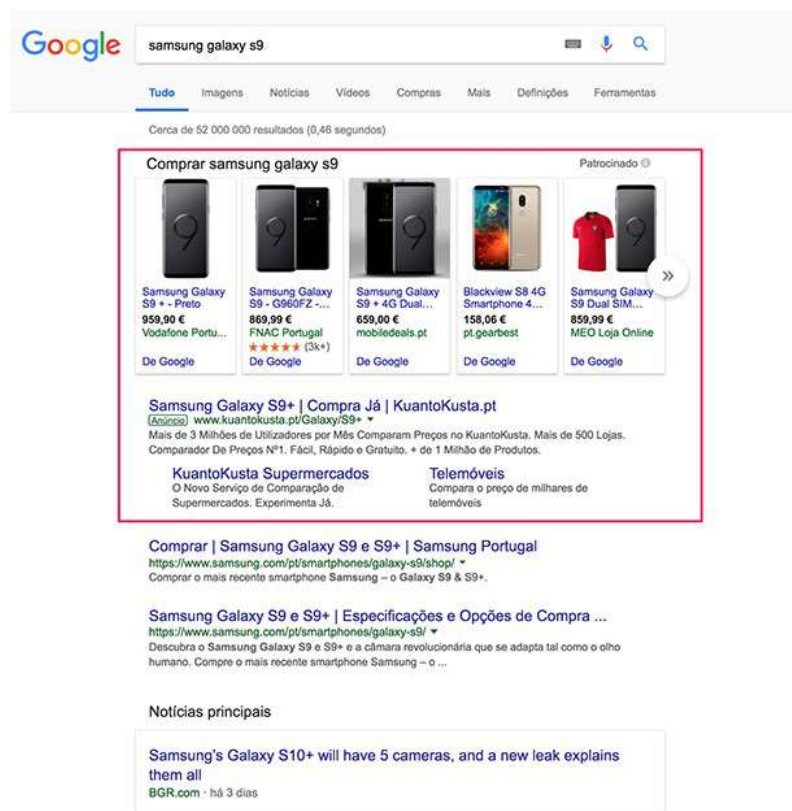 Google
samsung galaxy s9
Tudo Imagens Notícias Vídeos Compras Mais Definições Ferramentas
Cerca de 52 000 000 resultados (0,46 segundos)
Comprar samsung galaxy s9
Patrocinado
Samsung Galaxy
S9 + - Preto
959,90 €
Vodafone Portu...
De Google
Samsung Galaxy
S9 - G960FZ -...
869,99 €
FNAC Portugal
(3k+)
De Google
Samsung Galaxy
S9 + 4G Dual...
659,00 €
mobiledeals.pt
De Google
Blackview S8 4G
Smartphone 4...
158,06 €
pt.gearbest
De Google
Samsung Galaxy
S9 Dual SIM...
859,99 €
MEO Loja Online
De Google
Samsung Galaxy S9+ | Compra Já | KuantoKusta.pt
Anúncio www.kuantokusta.pt/Galaxy/S9+
Mais de 3 Milhões de Utilizadores por Mês Comparam Preços no KuantoKusta. Mais de 500 Lojas.
Comparador De Preços Nº1. Fácil, Rápido e Gratuito. + de 1 Milhão de Produtos.
KuantoKusta Supermercados
O Novo Serviço de Comparação de
Supermercados. Experimenta Já.
Telemóveis
Compara o preço de milhares de
telemóveis
Comprar | Samsung Galaxy S9 e S9+ | Samsung Portugal
https://www.samsung.com/pt/smartphones/galaxy-s9/shop/
Comprar o mais recente smartphone Samsung – o Galaxy S9 & S9+.
Samsung Galaxy S9 e S9+ | Especificações e Opções de Compra ...
https://www.samsung.com/pt/smartphones/galaxy-s9/
Descubra o Samsung Galaxy S9 e S9+ e a câmara revolucionária que se adapta tal como o olho
humano. Compre o mais recente smartphone Samsung – o ...
Notícias principais
Samsung's Galaxy S10+ will have 5 cameras, and a new leak explains
them all
BGR.com · há 3 dias